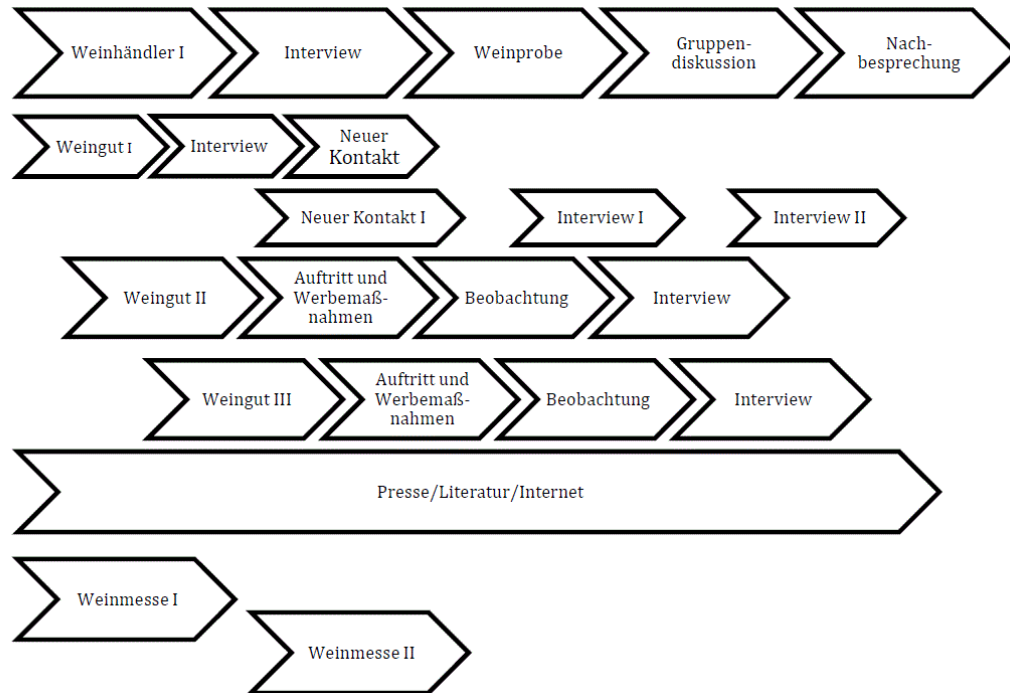 Weinhändler I
Interview
Weinprobe
Gruppen-
diskussion
Nach-
besprechung
Weingut I
Interview
Neuer
Kontakt
Neuer Kontakt I
Interview I
Interview II
Weingut II
Auftritt und
Werbemaß-
nahmen
Beobachtung
Interview
Weingut III
Auftritt und
Werbemaß-
nahmen
Beobachtung
Interview
Presse/Literatur/Internet
Weinmesse I
Weinmesse II